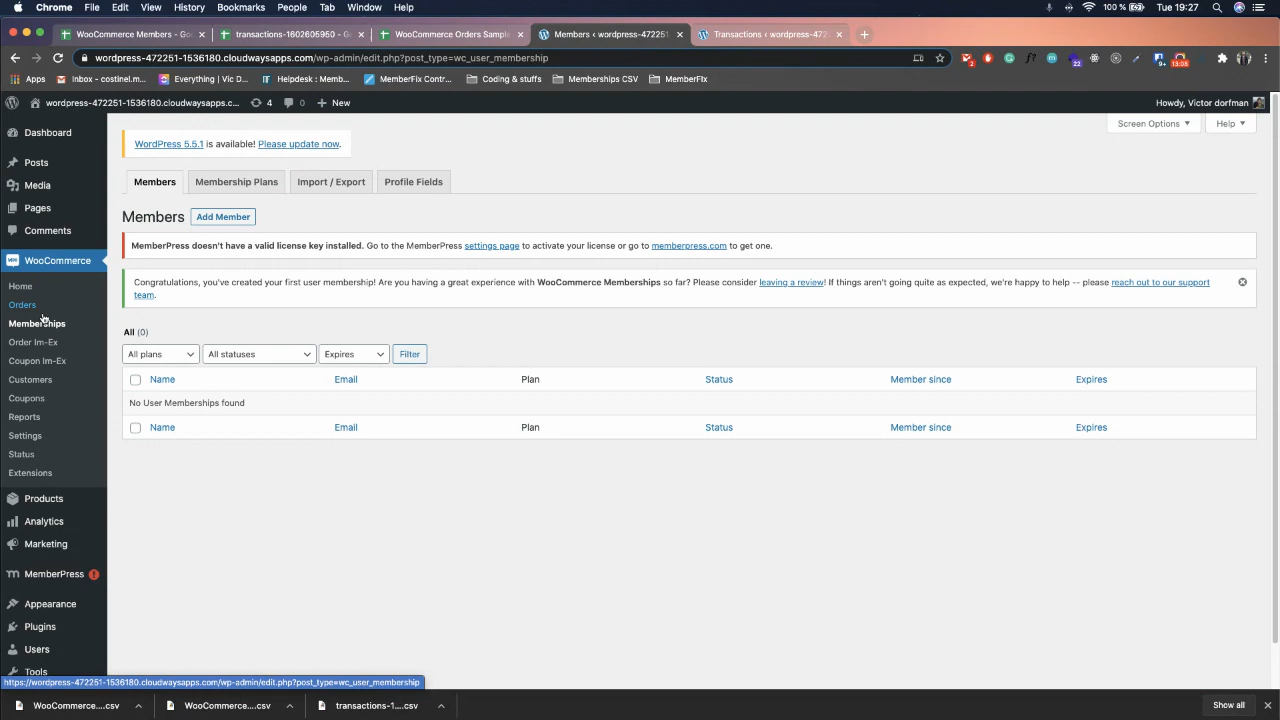 Chrome File Edit View History Bookmarks People Tab Window Help 100 % Tue 19:27
WooCommerce Members - Go... transactions-1602605950 - G... WooCommerce Orders Sample Members ‹ wordpress-472251 Transactions ‹ wordpress-472...
wordpress-472251-1536180.cloudwaysapps.com/wp-admin/edit.php?post_type=wc_user_membership
Apps Inbox - costinel.m... Everything | Vic D... Helpdesk : Memb... MemberFix Contr... Coding & stuffs Memberships CSV MemberFIx
wordpress-472251-1536180.cloudwaysapps.c... 4 0 New Howdy, Victor dorfman
Screen Options Help
Dashboard
Posts
Media
Pages
Comments
WooCommerce
Home
Orders
Memberships
Order Im-Ex
Coupon Im-Ex
Customers
Coupons
Reports
Settings
Status
Extensions
Products
Analytics
Marketing
MemberPress
Appearance
Plugins
Users
Tools
WordPress 5.5.1 is available! Please update now.
Members Membership Plans Import / Export Profile Fields
Members Add Member
MemberPress doesn't have a valid license key installed. Go to the MemberPress settings page to activate your license or go to memberpress.com to get one.
Congratulations, you've created your first user membership! Are you having a great experience with WooCommerce Memberships so far? Please consider leaving a review! If things aren't going quite as expected, we're happy to help -- please reach out to our support
team.
All (0)
All plans All statuses Expires Filter
Name Email Plan Status Member since Expires
No User Memberships found
Name Email Plan Status Member since Expires
https://wordpress-472251-1536180.cloudwaysapps.com/wp-admin/edit.php?post_type=wc_user_membership
WooCommerce....csv WooCommerce....csv transactions-1....csv Show all